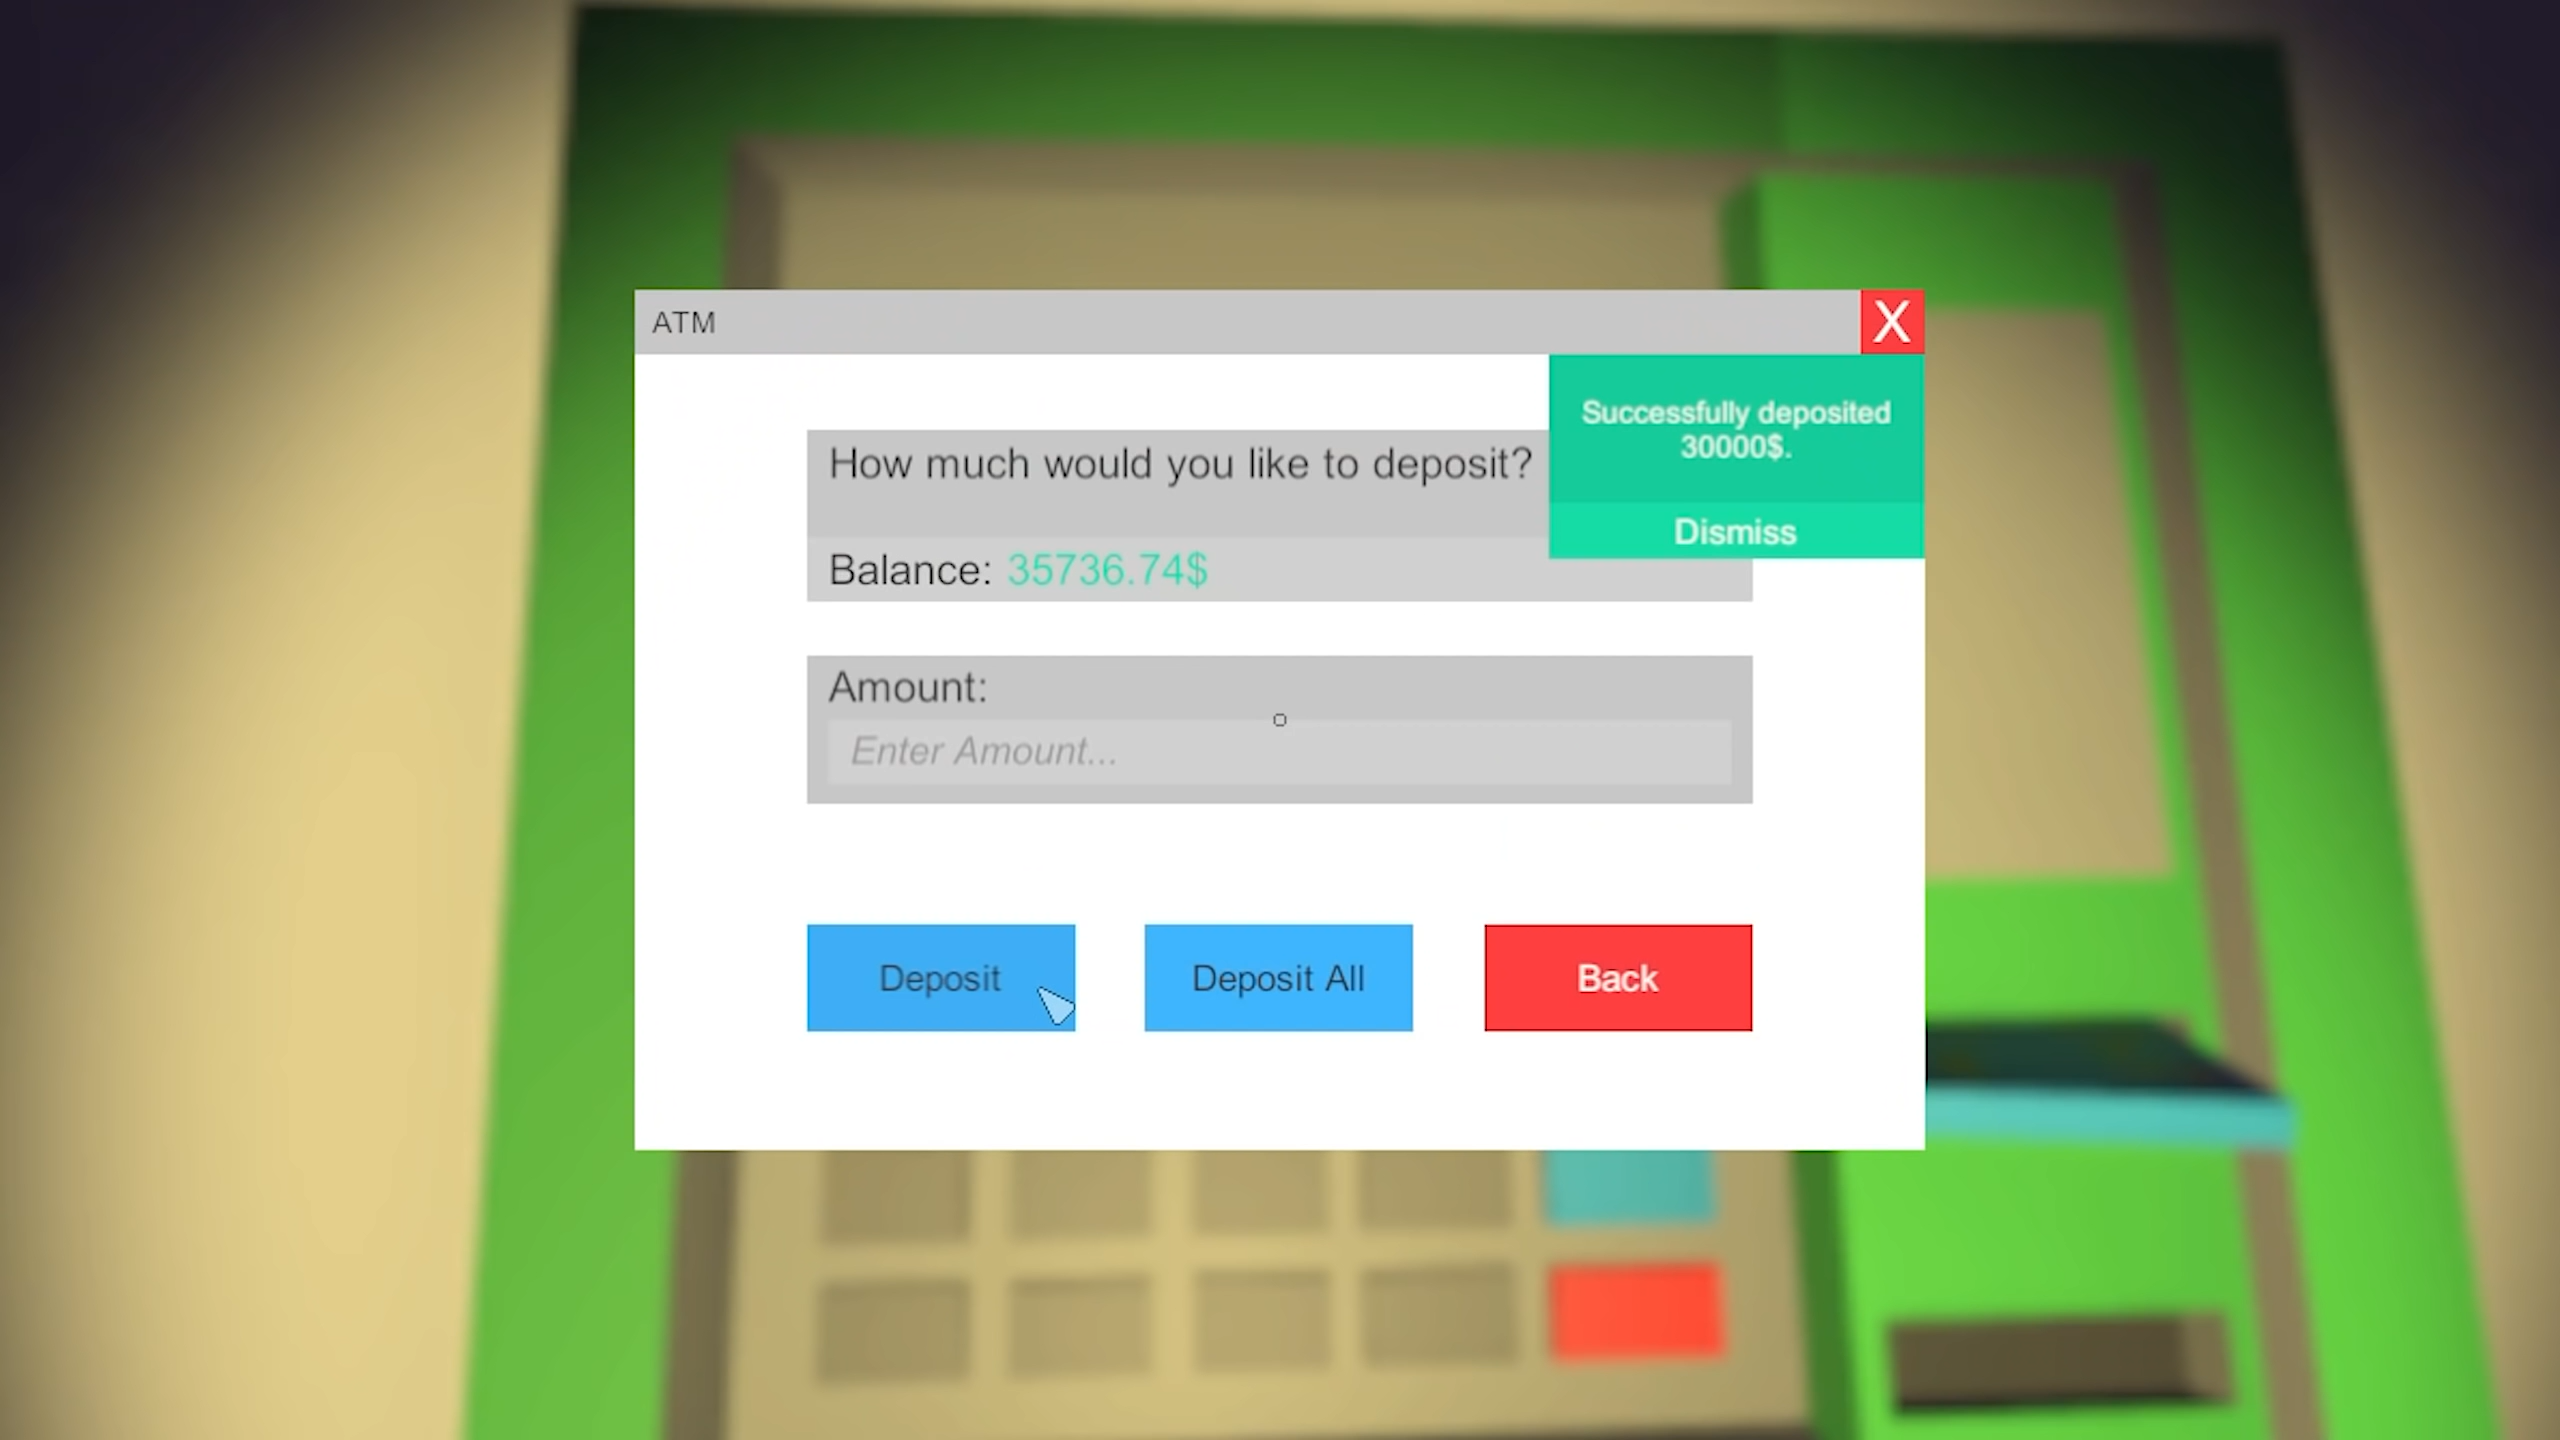 ATM
X
Successfully deposited
30000$.
Dismiss
How much would you like to deposit?
Balance: 35736.74$
Amount:
Enter Amount...
Deposit
Deposit All
Back